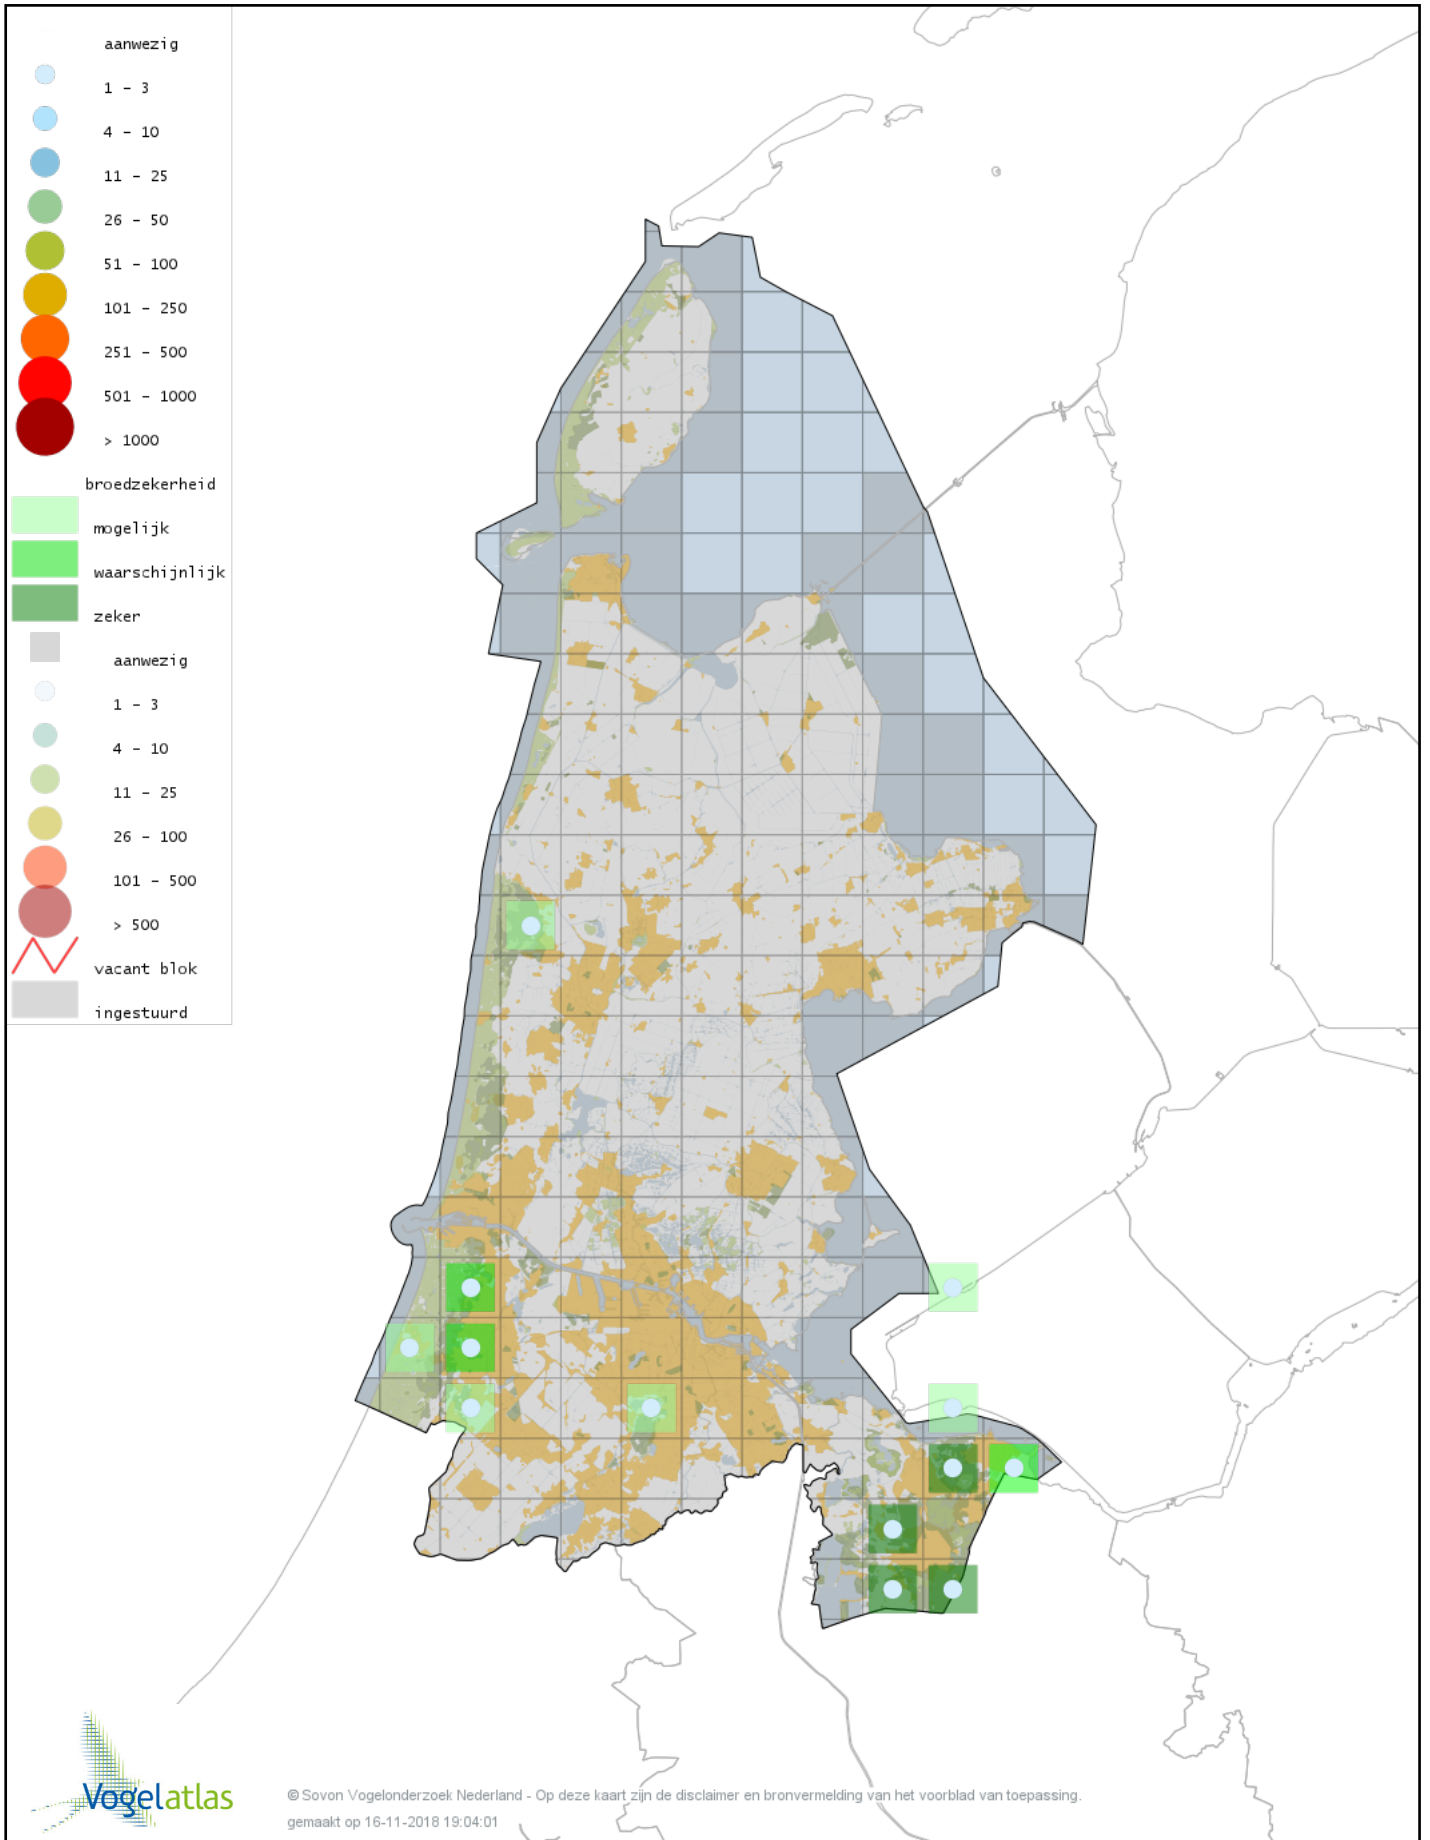 aanwezig
1 - 3
4 - 10
11 - 25
26 - 50
51 - 100
101 - 250
251 - 500
501 - 1000
> 1000
broedzekerheid
mogelijk
waarschijnlijk
zeker
aanwezig
1 - 3
4 - 10
11 - 25
26 - 100
101 - 500
> 500
vacant blok
ingestuurd
Vogelatlas
© Sovon Vogelonderzoek Nederland - Op deze kaart zijn de disclaimer en bronvermelding van het voorblad van toepassing.
gemaakt op 16-11-2018 19:04:01